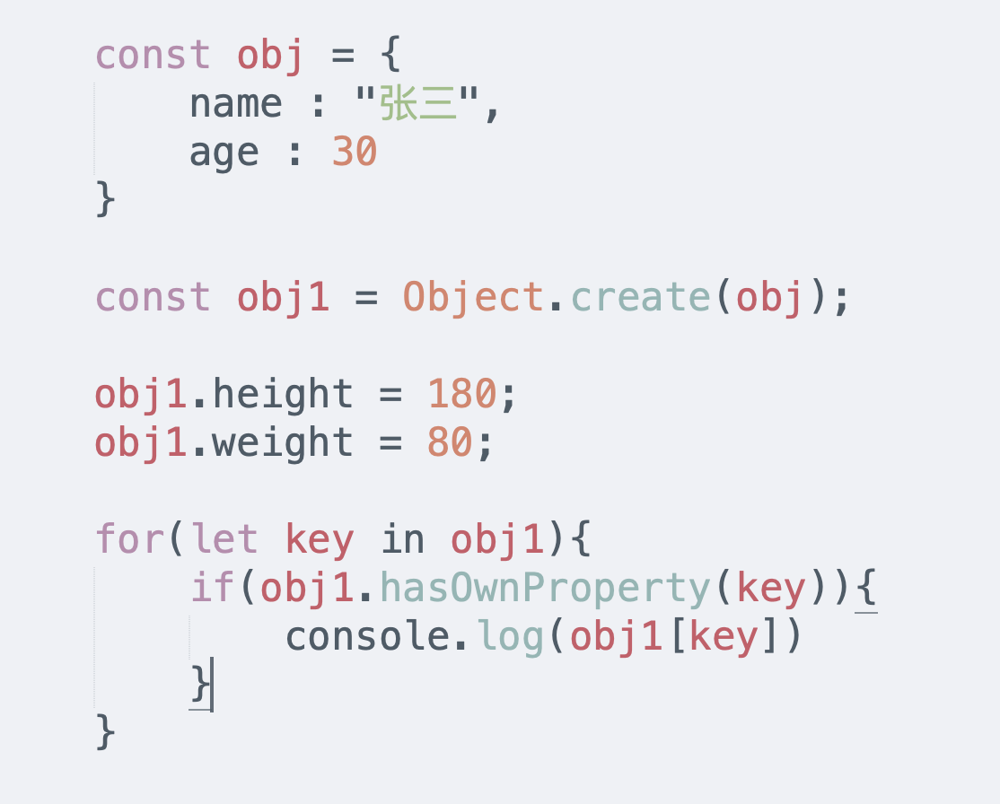 const obj = {
    name : "张三",
    age : 30
}

const obj1 = Object.create(obj);

obj1.height = 180;
obj1.weight = 80;

for(let key in obj1){
    if(obj1.hasOwnProperty(key)){
        console.log(obj1[key])
    }
}